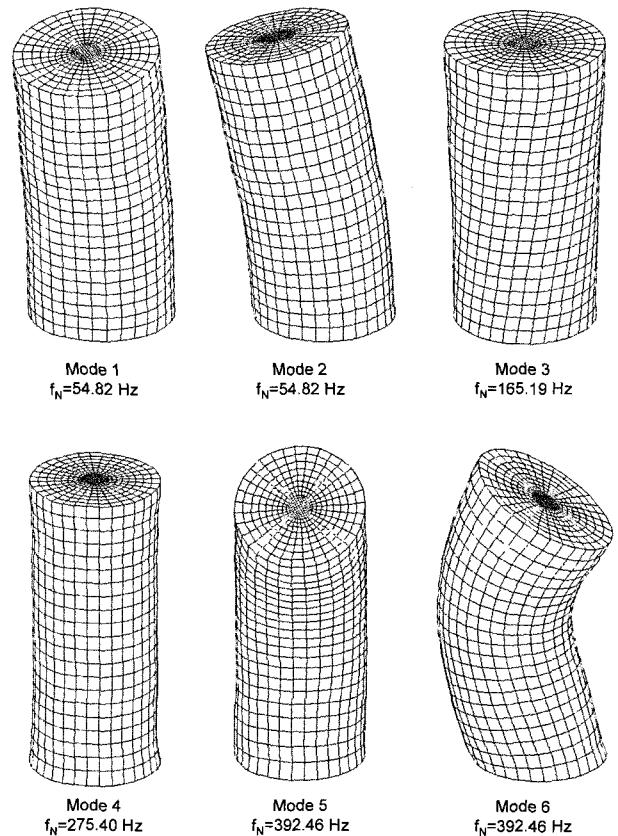 Mode 1
f_N=54.82 Hz
Mode 2
f_N=54.82 Hz
Mode 3
f_N=165.19 Hz
Mode 4
f_N=275.40 Hz
Mode 5
f_N=392.46 Hz
Mode 6
f_N=392.46 Hz